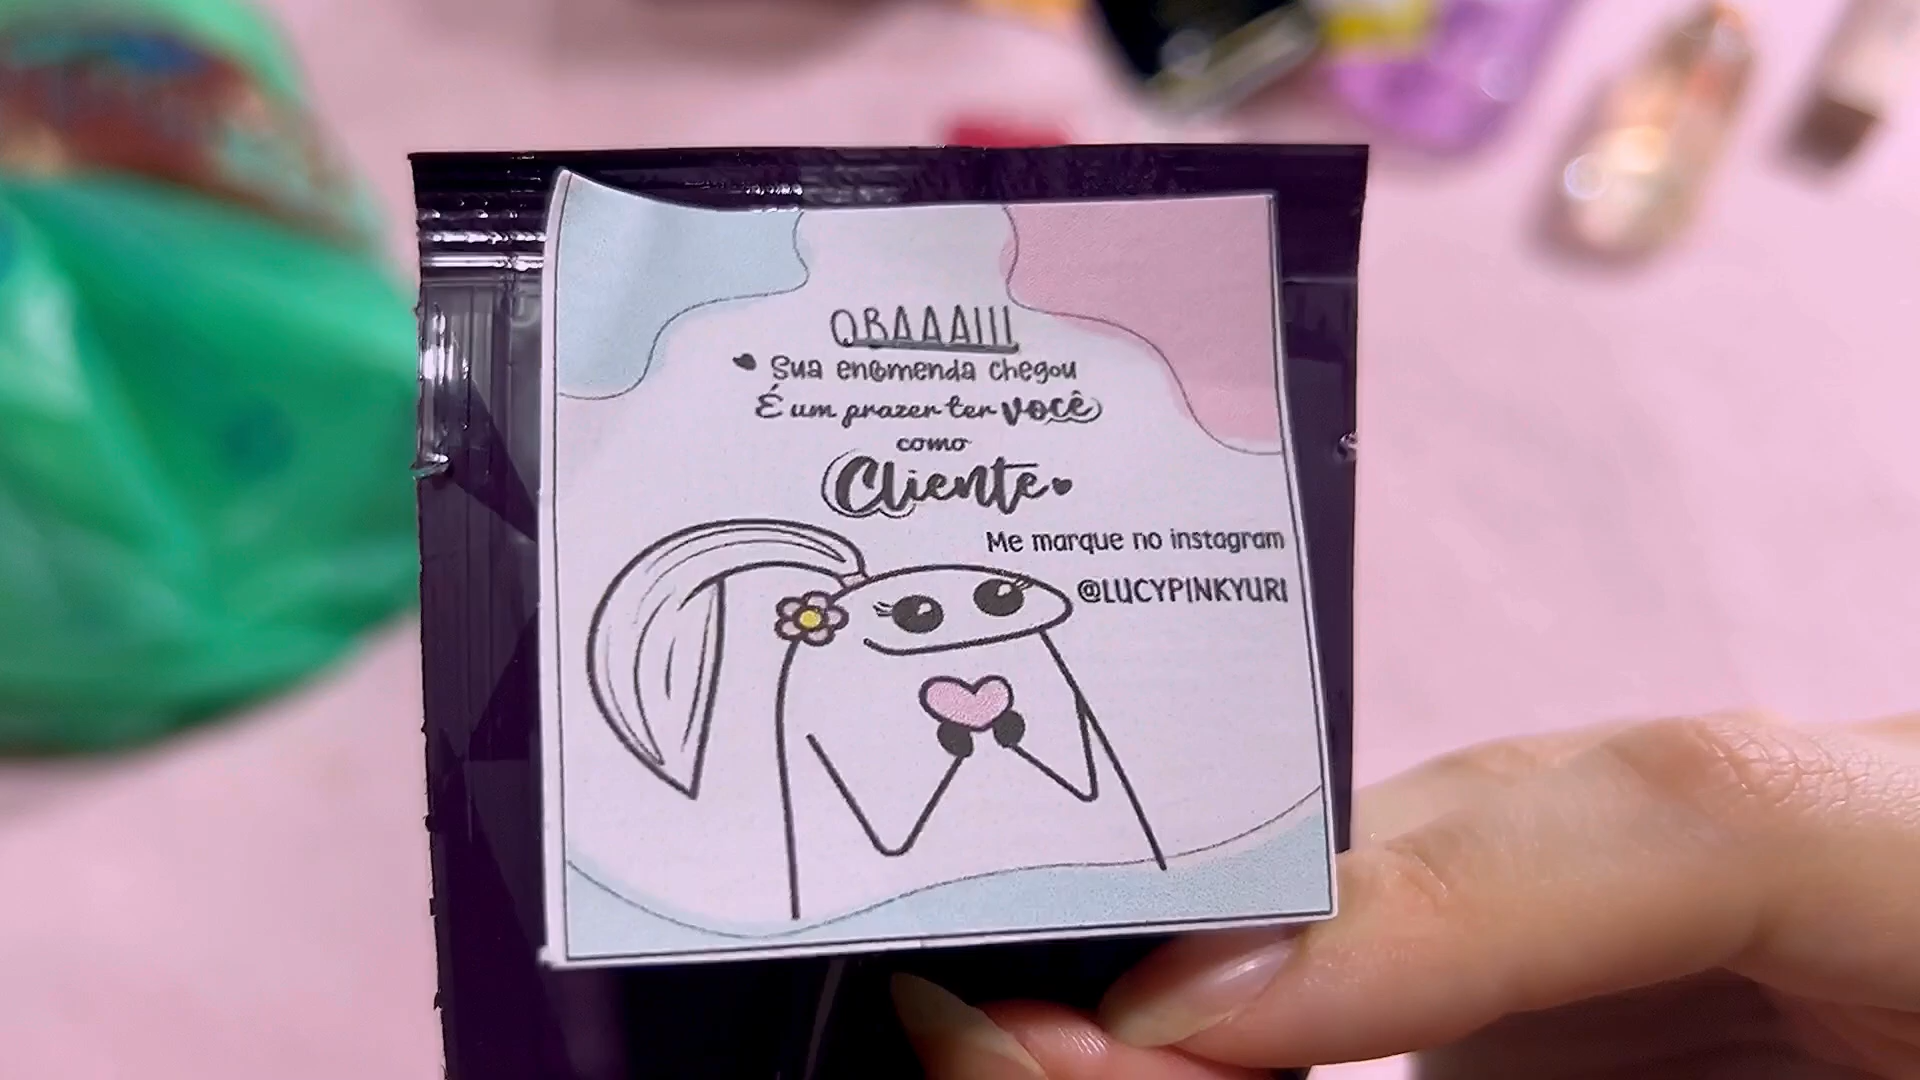 OBAAA!!!
Sua encomenda chegou
É um prazer ter você
como
Cliente
Me marque no instagram
@LUCYPINKYURI